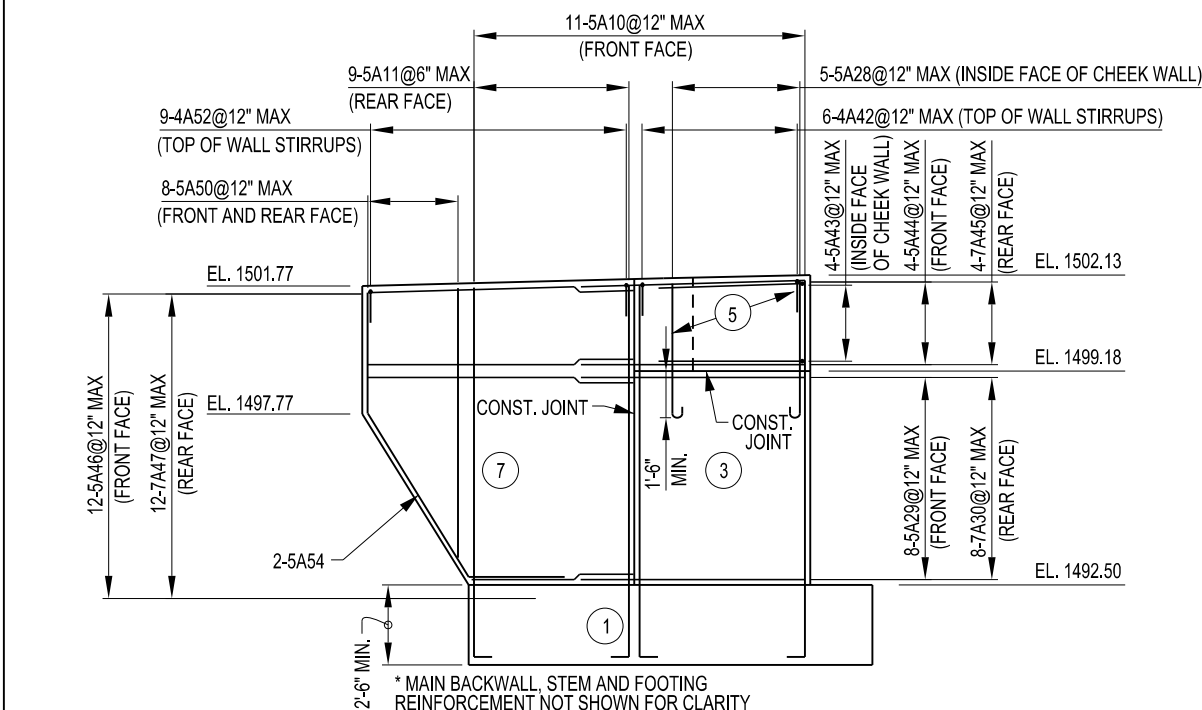 11-5A10@12" MAX
(FRONT FACE)
9-5A11@6" MAX
(REAR FACE)
5-5A28@12" MAX (INSIDE FACE OF CHEEK WALL)
9-4A52@12" MAX
(TOP OF WALL STIRRUPS)
6-4A42@12" MAX (TOP OF WALL STIRRUPS)
8-5A50@12" MAX
(FRONT AND REAR FACE)
4-5A43@12" MAX
(INSIDE FACE
OF CHEEK WALL)
4-5A44@12" MAX
(FRONT FACE)
4-7A45@12" MAX
(REAR FACE)
EL. 1501.77
EL. 1502.13
5
EL. 1499.18
EL. 1497.77
CONST. JOINT
CONST.
JOINT
12-5A46@12" MAX
(FRONT FACE)
12-7A47@12" MAX
(REAR FACE)
7
1'-6"
MIN.
3
8-5A29@12" MAX
(FRONT FACE)
8-7A30@12" MAX
(REAR FACE)
2-5A54
EL. 1492.50
1
2'-6" MIN.
* MAIN BACKWALL, STEM AND FOOTING
REINFORCEMENT NOT SHOWN FOR CLARITY